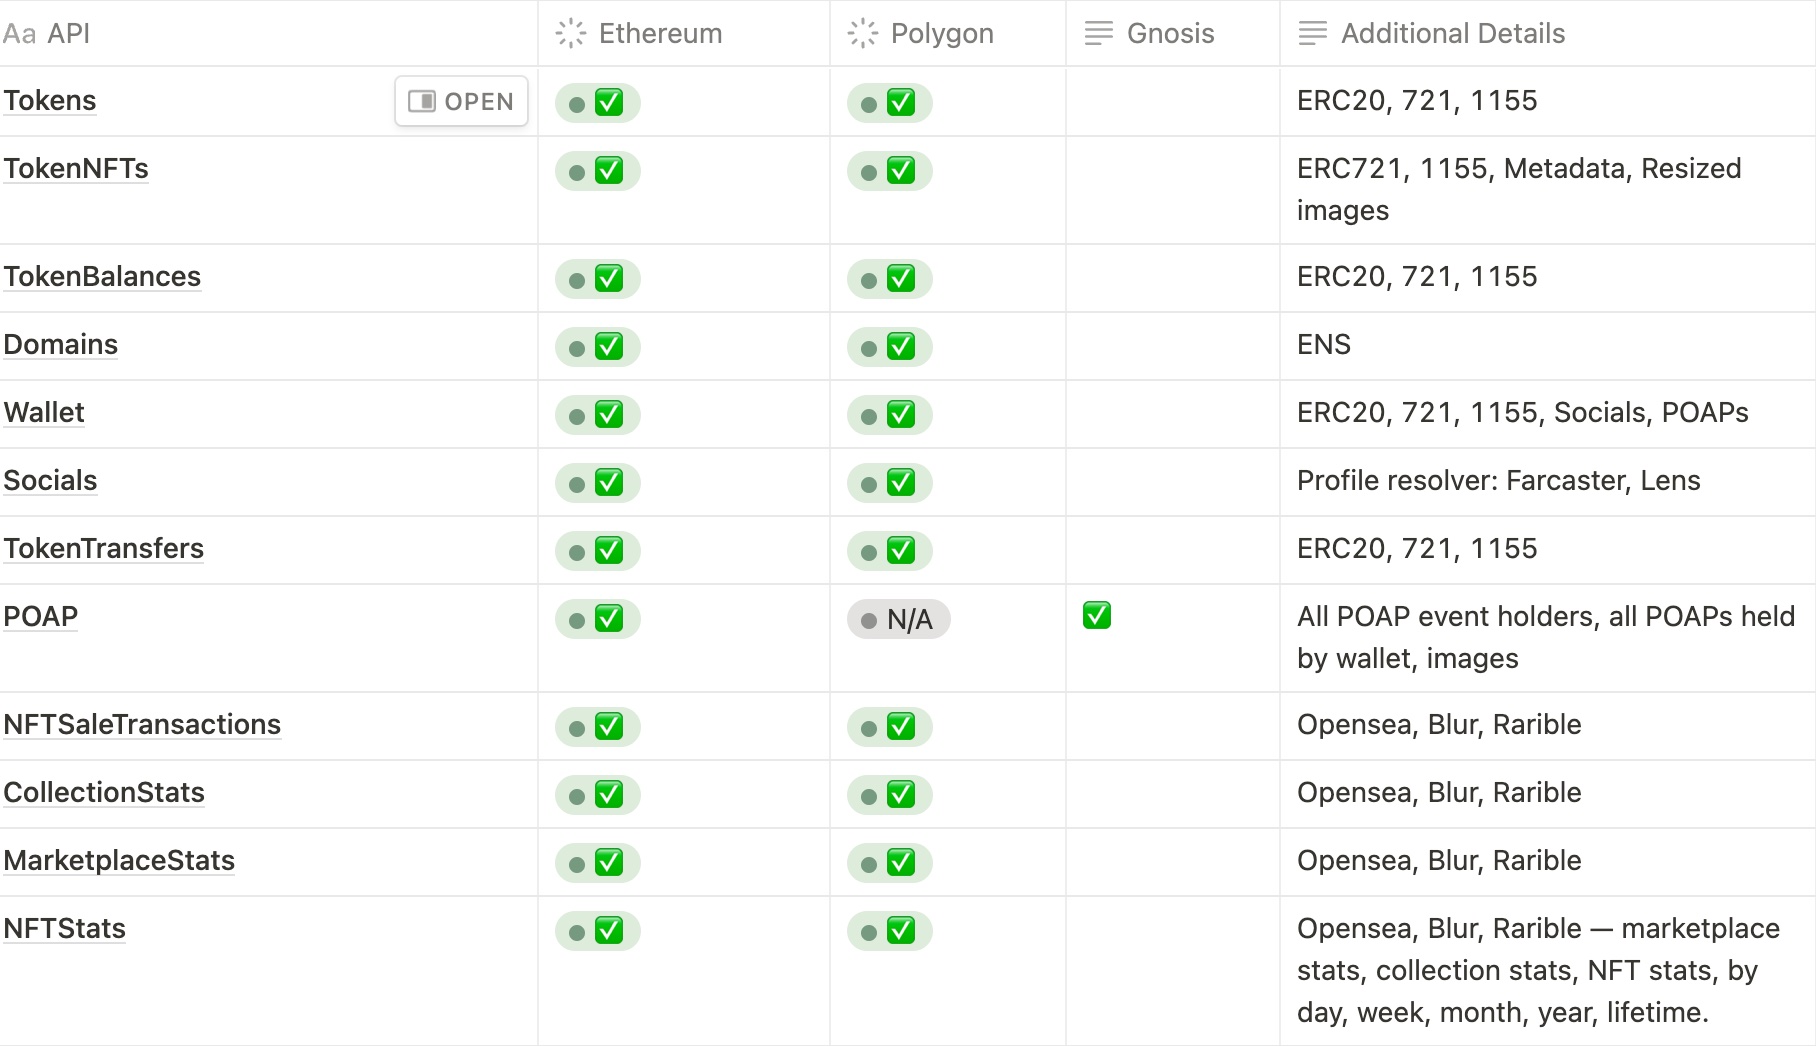 Aa API Ethereum Polygon Gnosis Additional Details
Tokens OPEN ✅ ✅ ERC20, 721, 1155
TokenNFTs ✅ ✅ ERC721, 1155, Metadata, Resized
images
TokenBalances ✅ ✅ ERC20, 721, 1155
Domains ✅ ✅ ENS
Wallet ✅ ✅ ERC20, 721, 1155, Socials, POAPs
Socials ✅ ✅ Profile resolver: Farcaster, Lens
TokenTransfers ✅ ✅ ERC20, 721, 1155
POAP ✅ N/A ✅ All POAP event holders, all POAPs held
by wallet, images
NFTSaleTransactions ✅ ✅ Opensea, Blur, Rarible
CollectionStats ✅ ✅ Opensea, Blur, Rarible
MarketplaceStats ✅ ✅ Opensea, Blur, Rarible
NFTStats ✅ ✅ Opensea, Blur, Rarible — marketplace
stats, collection stats, NFT stats, by
day, week, month, year, lifetime.